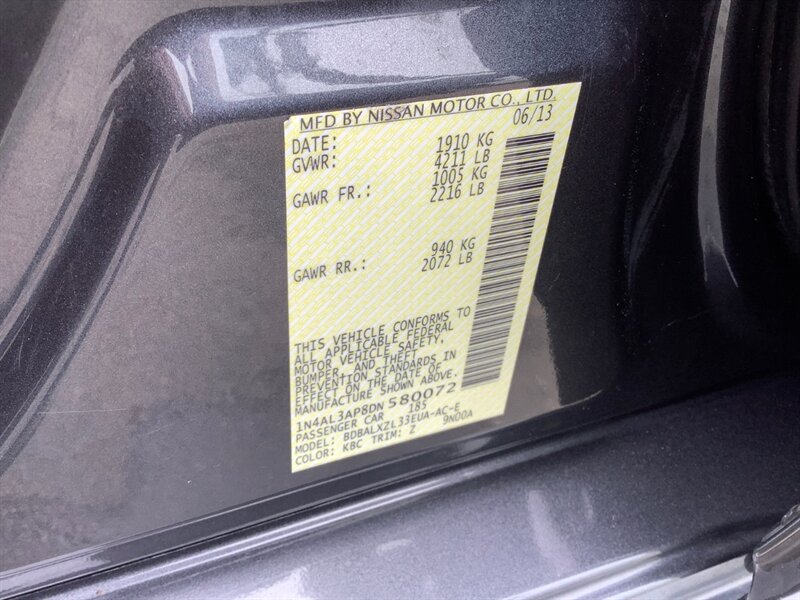 MFD BY NISSAN MOTOR CO., LTD.
DATE: 06/13
GVWR: 1910 KG
4211 LB
GAWR FR.: 1005 KG
2216 LB
GAWR RR.: 940 KG
2072 LB
THIS VEHICLE CONFORMS TO
ALL APPLICABLE FEDERAL
MOTOR VEHICLE SAFETY,
BUMPER, AND THEFT
PREVENTION STANDARDS IN
EFFECT ON THE DATE OF
MANUFACTURE SHOWN ABOVE.
1N4AL3AP8DN 580072
PASSENGER CAR 185
MODEL: BDBALXZL33EUA-AC-E
COLOR: KBC TRIM: Z 9N00A